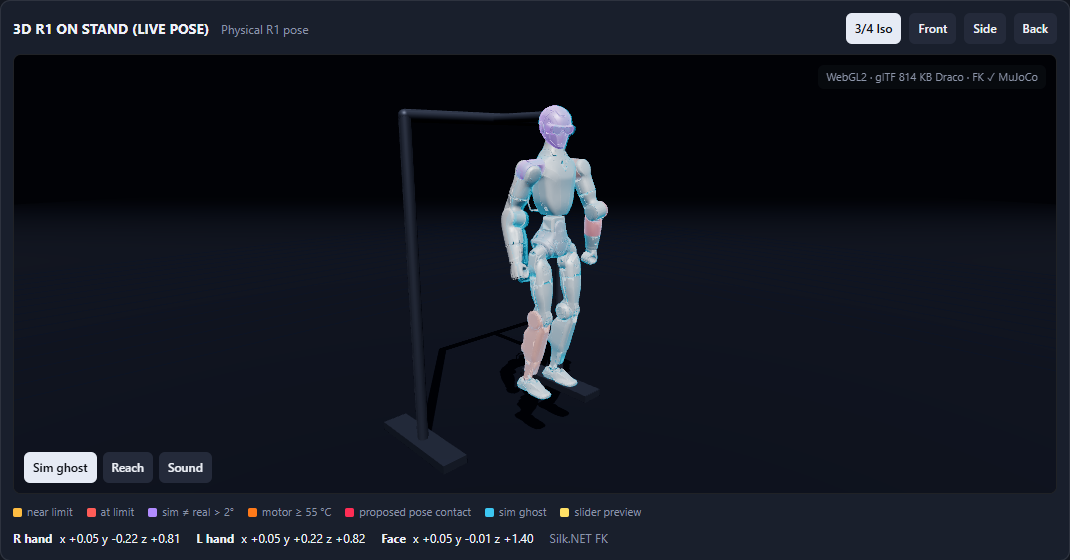 3D R1 ON STAND (LIVE POSE) Physical R1 pose 3/4 Iso Front Side Back
WebGL2 · glTF 814 KB Draco · FK ✓ MuJoCo
Sim ghost Reach Sound
near limit at limit sim ≠ real > 2° motor ≥ 55 °C proposed pose contact sim ghost slider preview
R hand x +0.05 y -0.22 z +0.81 L hand x +0.05 y +0.22 z +0.82 Face x +0.05 y -0.01 z +1.40 Silk.NET FK